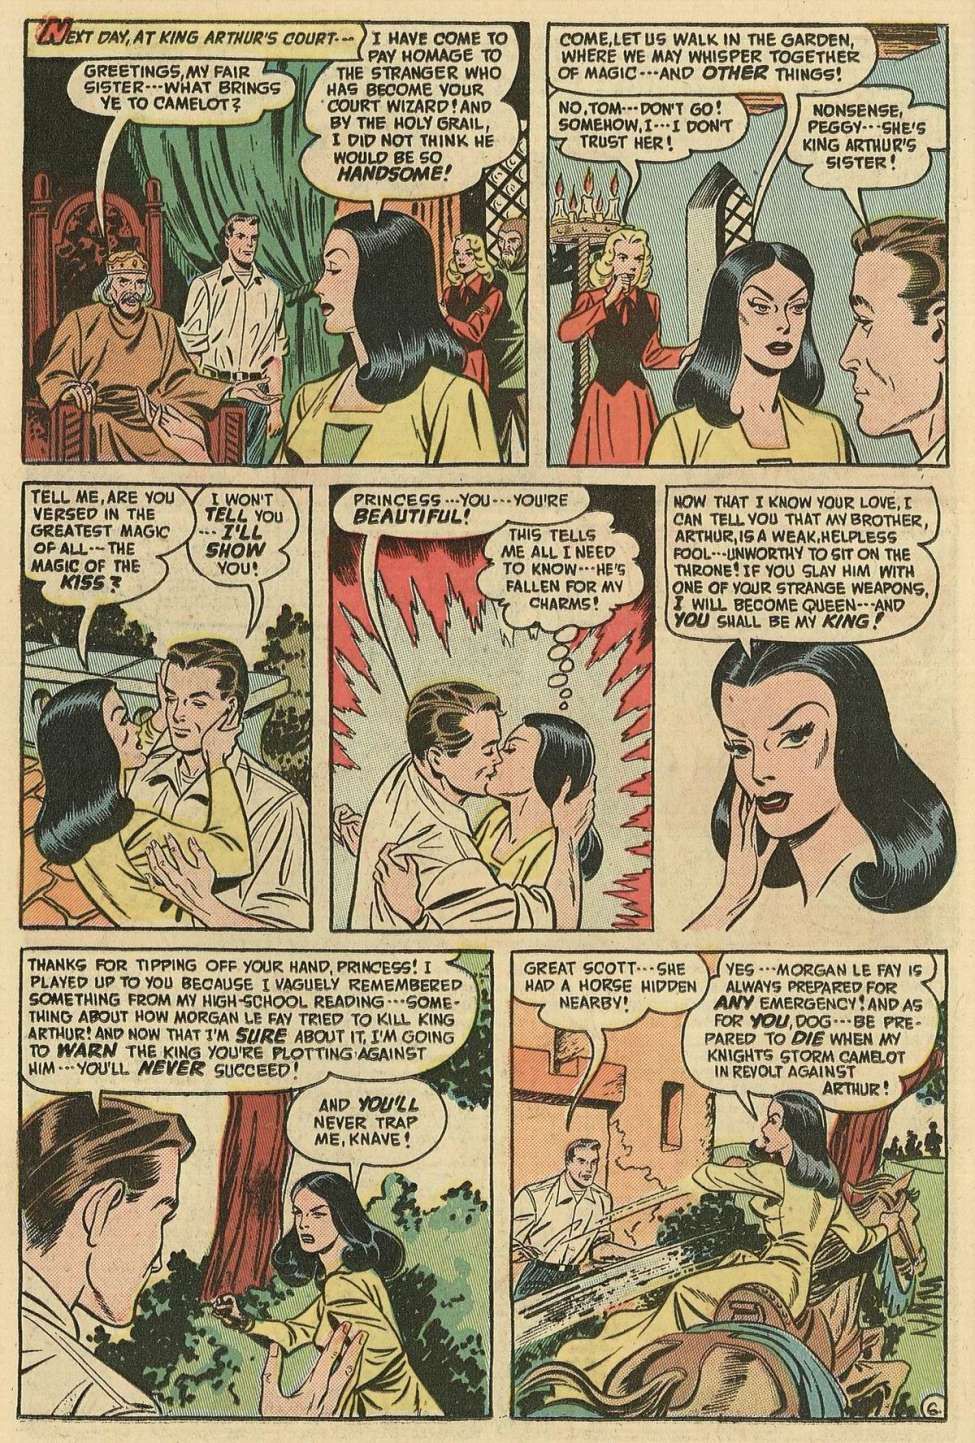 NEXT DAY, AT KING ARTHUR'S COURT---
GREETINGS, MY FAIR
SISTER---WHAT BRINGS
YE TO CAMELOT?
I HAVE COME TO
PAY HOMAGE TO
THE STRANGER WHO
HAS BECOME YOUR
COURT WIZARD! AND
BY THE HOLY GRAIL,
I DID NOT THINK HE
WOULD BE SO
HANDSOME!
COME, LET US WALK IN THE GARDEN,
WHERE WE MAY WHISPER TOGETHER
OF MAGIC---AND OTHER THINGS!
NO, TOM---DON'T GO!
SOMEHOW, I---I DON'T
TRUST HER!
NONSENSE,
PEGGY---SHE'S
KING ARTHUR'S
SISTER!
TELL ME, ARE YOU
VERSED IN THE
GREATEST MAGIC
OF ALL---THE
MAGIC OF THE
KISS?
I WON'T
TELL YOU
---I'LL
SHOW
YOU!
PRINCESS---YOU---YOU'RE
BEAUTIFUL!
THIS TELLS
ME ALL I NEED
TO KNOW---HE'S
FALLEN FOR MY
CHARMS!
NOW THAT I KNOW YOUR LOVE, I
CAN TELL YOU THAT MY BROTHER,
ARTHUR, IS A WEAK, HELPLESS
FOOL---UNWORTHY TO SIT ON THE
THRONE! IF YOU SLAY HIM WITH
ONE OF YOUR STRANGE WEAPONS,
I WILL BECOME QUEEN---AND
YOU SHALL BE MY KING!
THANKS FOR TIPPING OFF YOUR HAND, PRINCESS! I
PLAYED UP TO YOU BECAUSE I VAGUELY REMEMBERED
SOMETHING FROM MY HIGH-SCHOOL READING---SOME-
THING ABOUT HOW MORGAN LE FAY TRIED TO KILL KING
ARTHUR! AND NOW THAT I'M SURE ABOUT IT, I'M GOING
TO WARN THE KING YOU'RE PLOTTING AGAINST
HIM---YOU'LL NEVER SUCCEED!
AND YOU'LL
NEVER TRAP
ME, KNAVE!
GREAT SCOTT---SHE
HAD A HORSE HIDDEN
NEARBY!
YES---MORGAN LE FAY IS
ALWAYS PREPARED FOR
ANY EMERGENCY! AND AS
FOR YOU, DOG---BE PRE-
PARED TO DIE WHEN MY
KNIGHTS STORM CAMELOT
IN REVOLT AGAINST
ARTHUR!
6